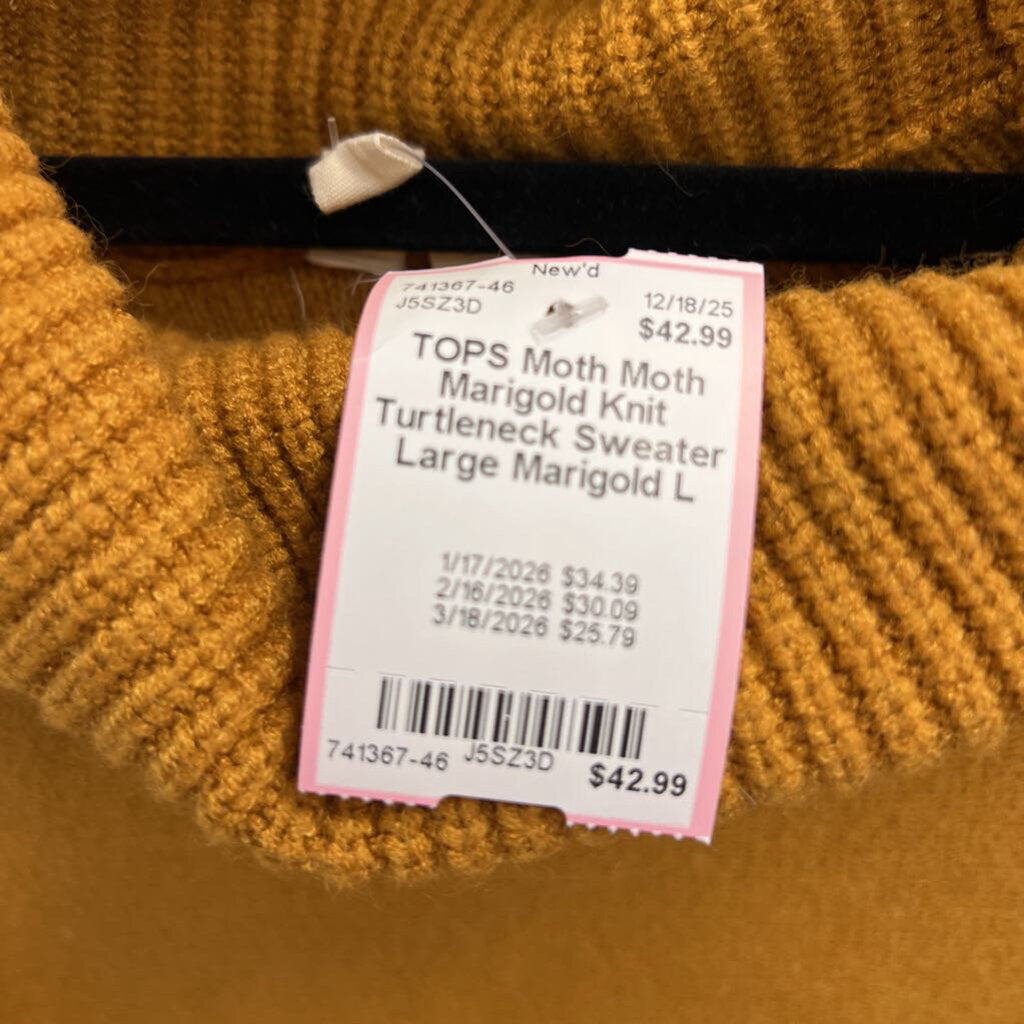 New'd
741367-46
J5SZ3D
12/18/25
$42.99
TOPS Moth Moth
Marigold Knit
Turtleneck Sweater
Large Marigold L
1/17/2026 $34.39
2/16/2026 $30.09
3/18/2026 $25.79
741367-46 J5SZ3D $42.99